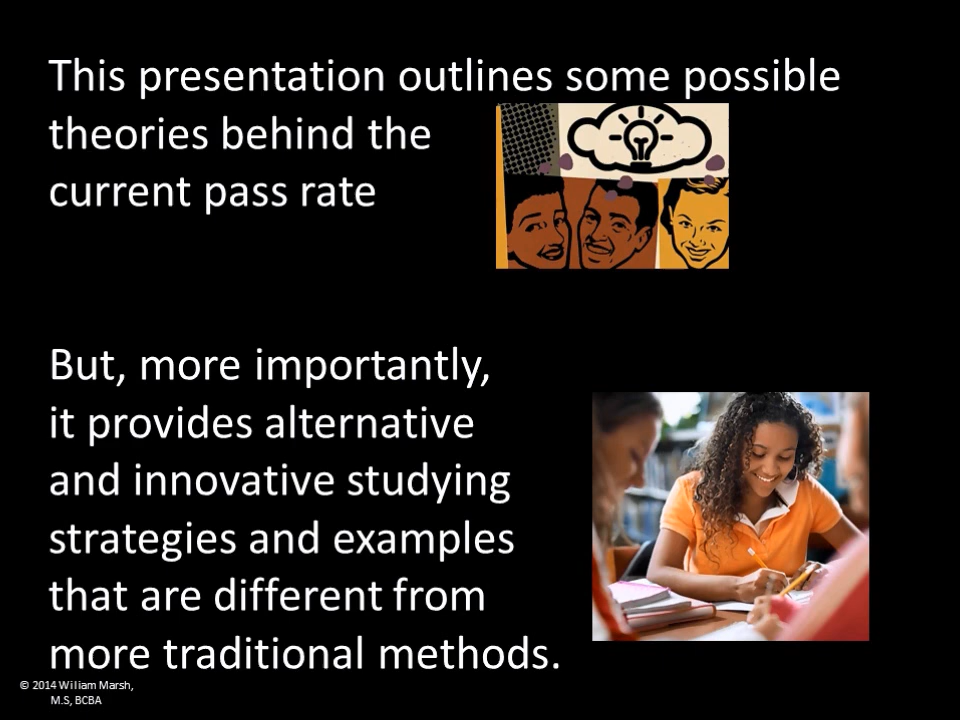 This presentation outlines some possible
theories behind the
current pass rate
But, more importantly,
it provides alternative
and innovative studying
strategies and examples
that are different from
more traditional methods.
© 2014 William Marsh,
M.S, BCBA